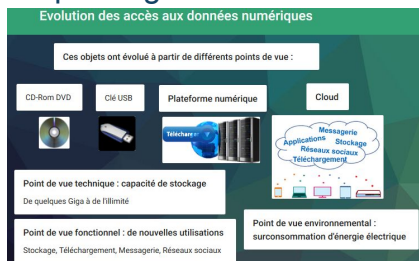 Evolution des accès aux données numériques
Ces objets ont évolué à partir de différents points de vue :
CD-Rom DVD
Clé USB
Plateforme numérique
Cloud
Messagerie
Applications Stockage
Réseaux sociaux
Téléchargement
Point de vue technique : capacité de stockage
De quelques Giga à de l'illimité
Point de vue fonctionnel : de nouvelles utilisations
Stockage, Téléchargement, Messagerie, Réseaux sociaux
Point de vue environnemental :
surconsommation d'énergie électrique